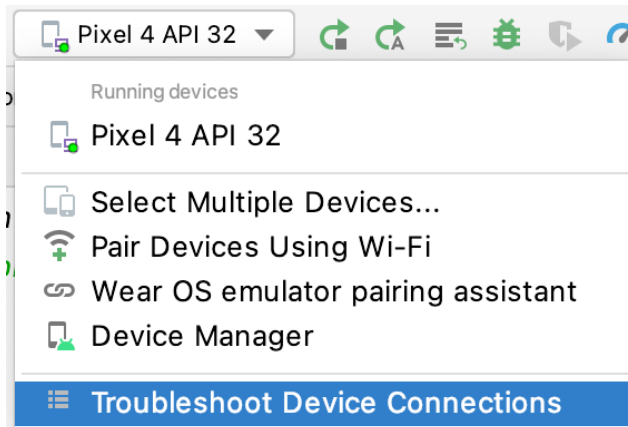 Pixel 4 API 32
Running devices
Pixel 4 API 32
Select Multiple Devices...
Pair Devices Using Wi-Fi
Wear OS emulator pairing assistant
Device Manager
Troubleshoot Device Connections